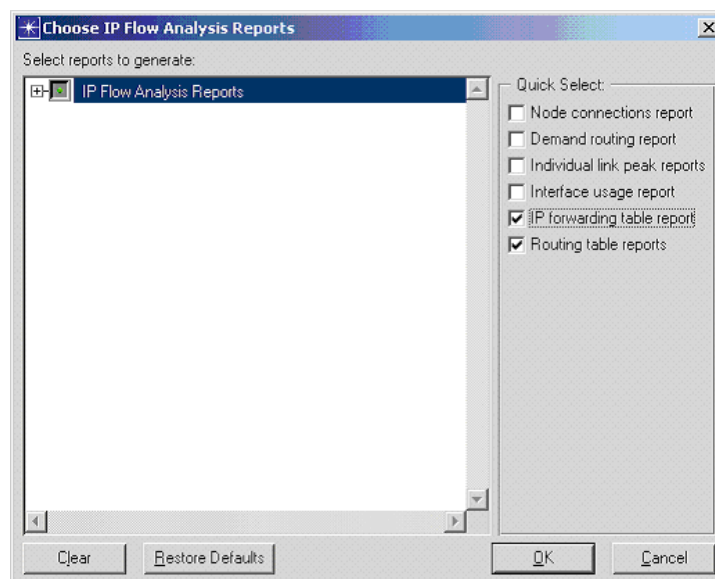 Choose IP Flow Analysis Reports
Select reports to generate:
IP Flow Analysis Reports
Quick Select:
Node connections report
Demand routing report
Individual link peak reports
Interface usage report
IP forwarding table report
Routing table reports
Clear
Restore Defaults
OK
Cancel